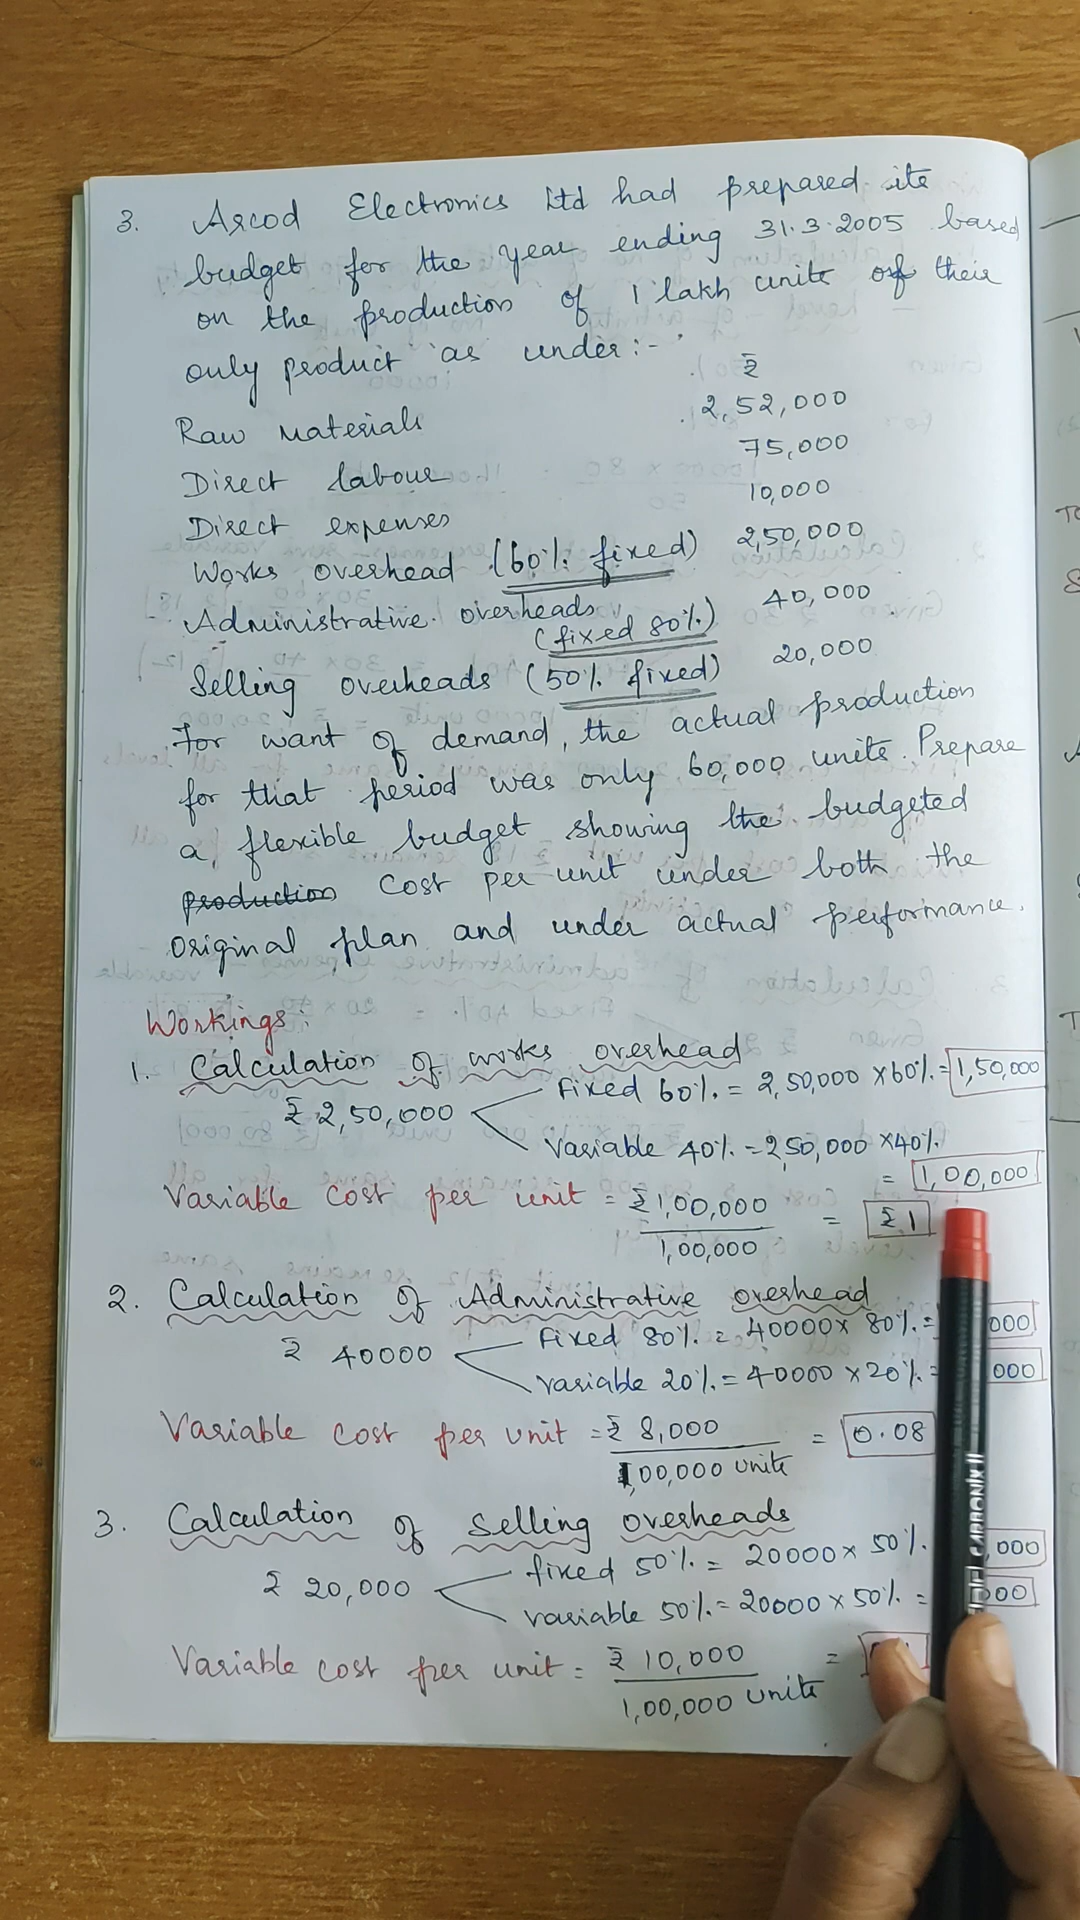 3. Arcod Electronics Ltd had prepared its
budget for the year ending 31.3.2005 based
on the production of 1 lakh units of their
only product as under:-
₹
Raw Materials 2,52,000
Direct labour 75,000
Direct expenses 10,000
Works overhead (60% fixed) 2,50,000
Administrative overheads 40,000
(fixed 80%)
Selling overheads (50% fixed) 20,000
For want of demand, the actual production
for that period was only 60,000 units. Prepare
a flexible budget showing the budgeted
production cost per unit under both the
original plan and under actual performance.
Workings:
1. Calculation of works overhead
Fixed 60% = 2,50,000 x 60% = 1,50,000
₹ 2,50,000
Variable 40% = 2,50,000 x 40%
= 1,00,000
Variable cost per unit = ₹ 1,00,000 = ₹ 1
1,00,000
2. Calculation of Administrative overhead
Fixed 80% = 40000 x 80% = 000
₹ 40000
Variable 20% = 40000 x 20% = 000
Variable cost per unit = ₹ 8,000 = 0.08
1,00,000 units
3. Calculation of Selling overheads
fixed 50% = 20000 x 50% ,000
₹ 20,000
variable 50% = 20000 x 50% = 000
Variable cost per unit = ₹ 10,000 =
1,00,000 units
CARBONIX II